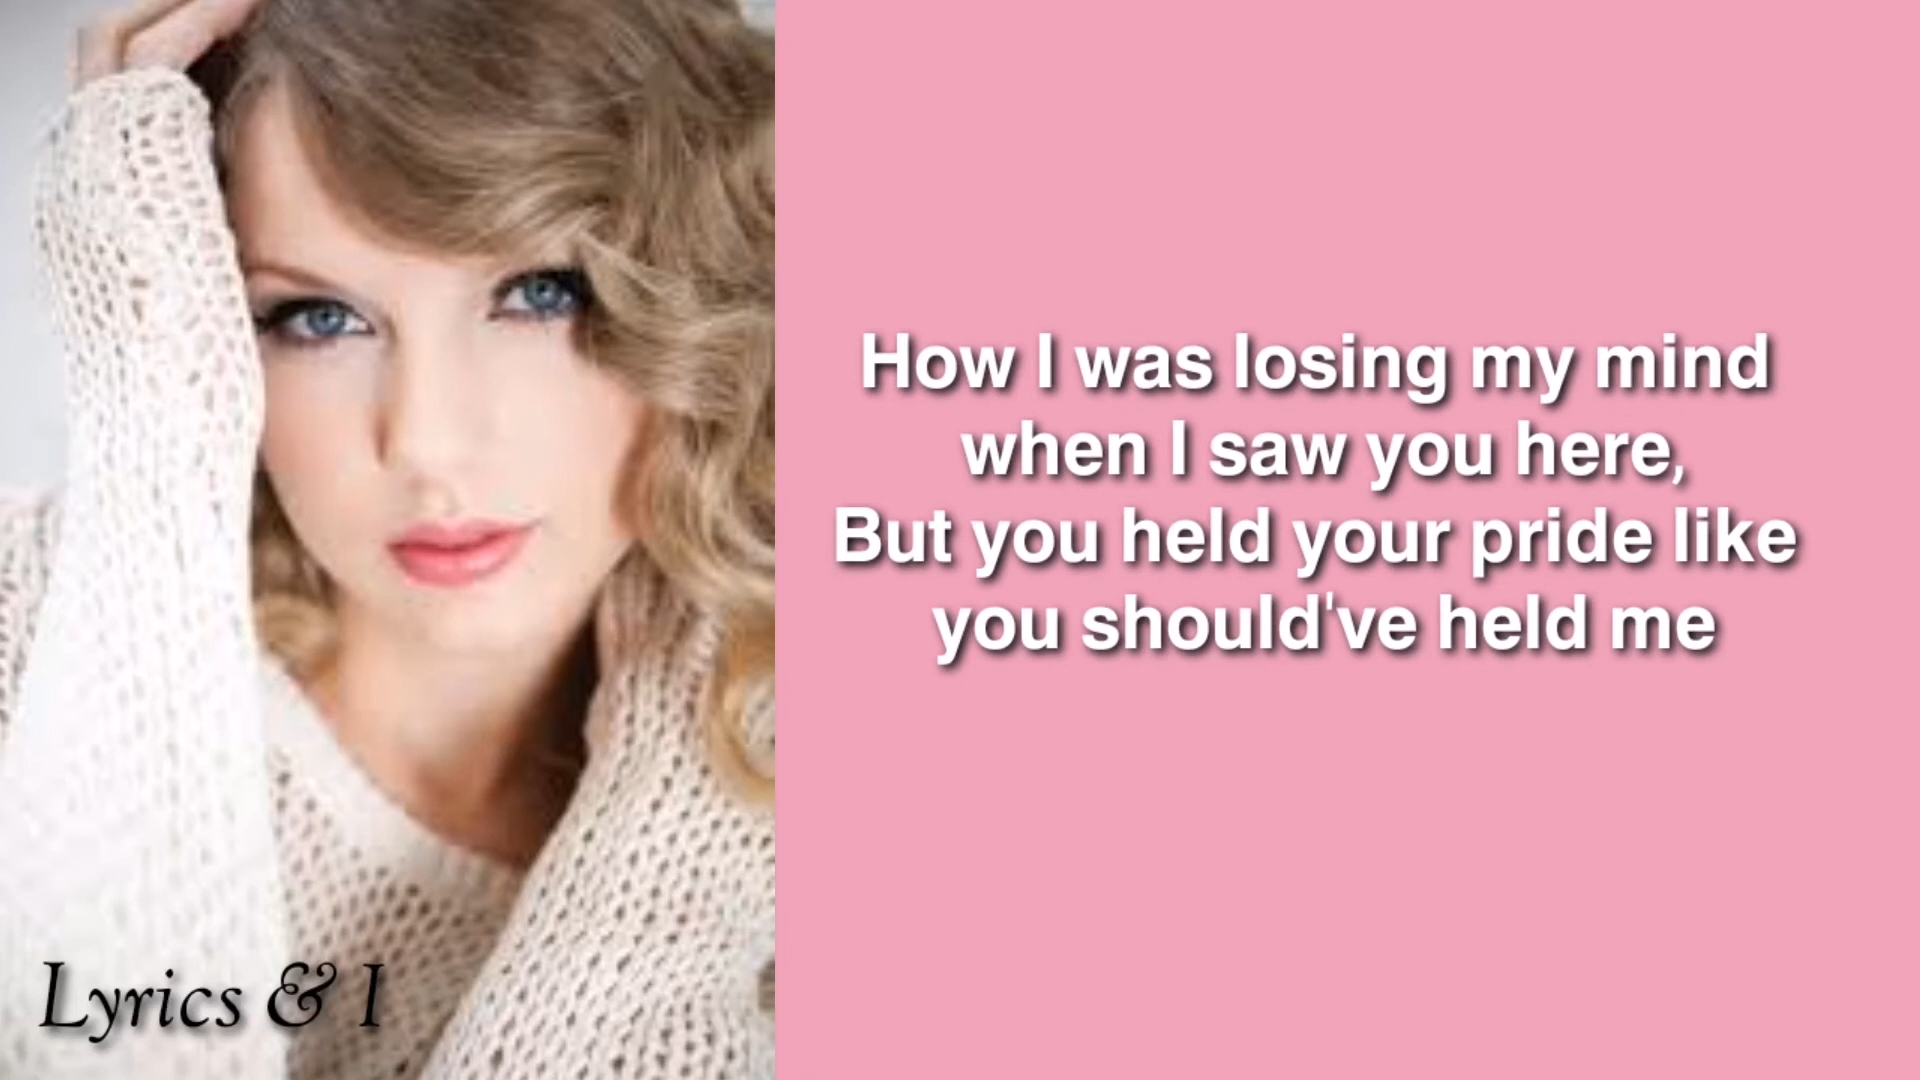 How I was losing my mind
when I saw you here,
But you held your pride like
you should've held me
Lyrics & I